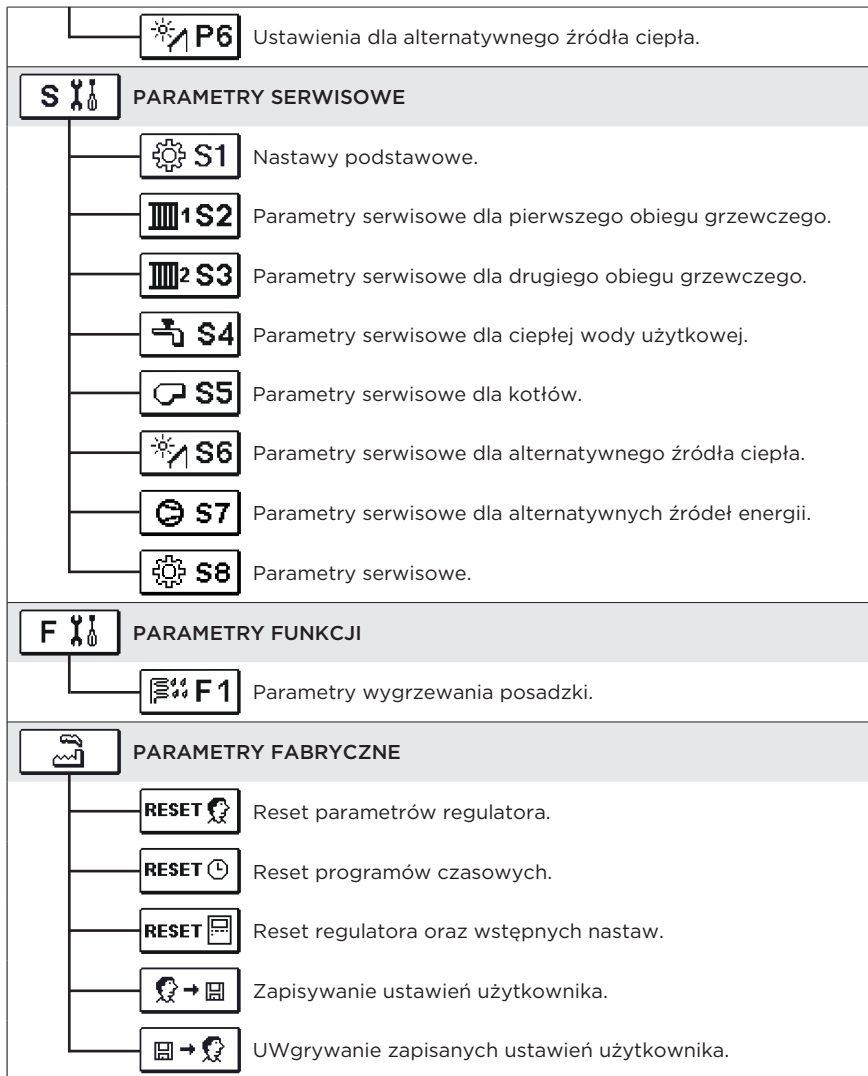 P6 Ustawienia dla alternatywnego źródła ciepła.
S PARAMETRY SERWISOWE
S1 Nastawy podstawowe.
1 S2 Parametry serwisowe dla pierwszego obiegu grzewczego.
2 S3 Parametry serwisowe dla drugiego obiegu grzewczego.
S4 Parametry serwisowe dla ciepłej wody użytkowej.
S5 Parametry serwisowe dla kotłów.
S6 Parametry serwisowe dla alternatywnego źródła ciepła.
S7 Parametry serwisowe dla alternatywnych źródeł energii.
S8 Parametry serwisowe.
F PARAMETRY FUNKCJI
F1 Parametry wygrzewania posadzki.
PARAMETRY FABRYCZNE
RESET Reset parametrów regulatora.
RESET Reset programów czasowych.
RESET Reset regulatora oraz wstępnych nastaw.
Zapisywanie ustawień użytkownika.
UWgrywanie zapisanych ustawień użytkownika.